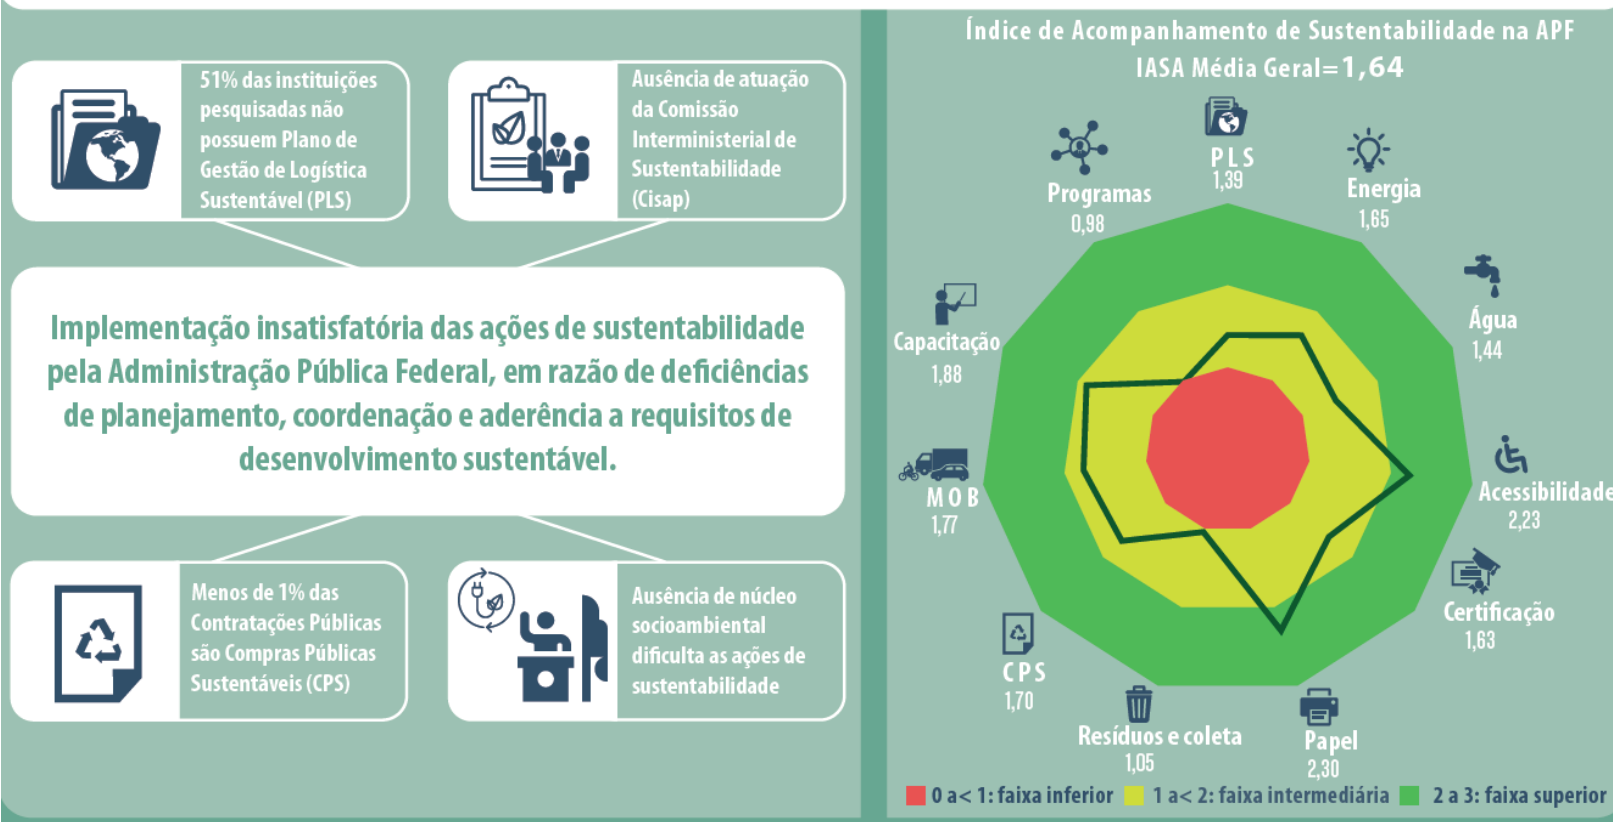 51% das instituições
pesquisadas não
possuem Plano de
Gestão de Logística
Sustentável (PLS)
Ausência de atuação
da Comissão
Interministerial de
Sustentabilidade
(Cisap)
Implementação insatisfatória das ações de sustentabilidade
pela Administração Pública Federal, em razão de deficiências
de planejamento, coordenação e aderência a requisitos de
desenvolvimento sustentável.
Menos de 1% das
Contratações Públicas
são Compras Públicas
Sustentáveis (CPS)
Ausência de núcleo
socioambiental
dificulta as ações de
sustentabilidade
Índice de Acompanhamento de Sustentabilidade na APF
IASA Média Geral=1,64
PLS
1,39
Energia
1,65
Água
1,44
Acessibilidade
2,23
Certificação
1,63
Papel
2,30
Resíduos e coleta
1,05
CPS
1,70
MOB
1,77
Capacitação
1,88
Programas
0,98
0 a< 1: faixa inferior
1 a< 2: faixa intermediária
2 a 3: faixa superior